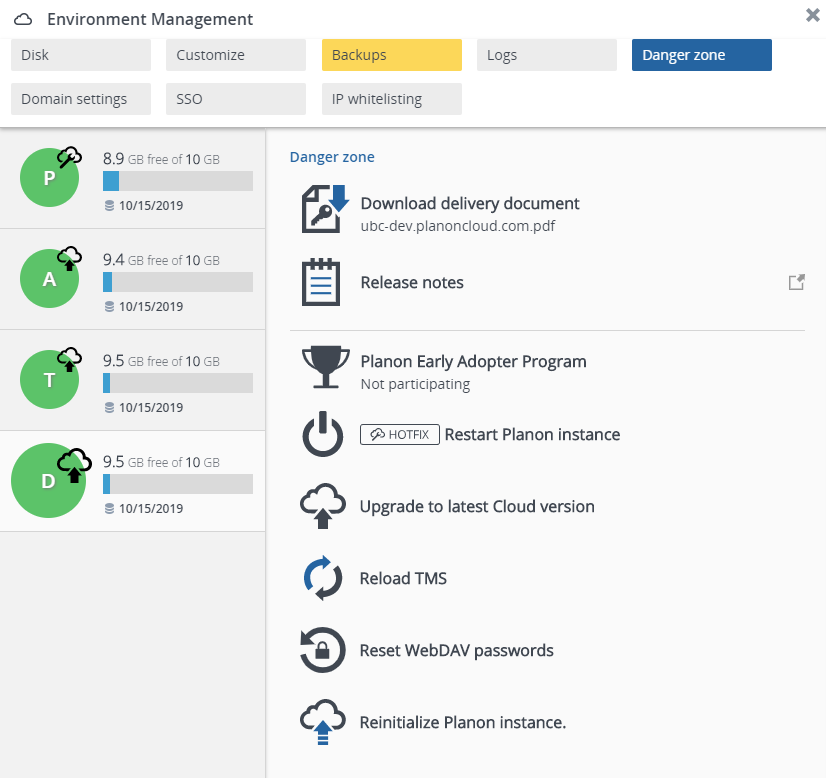 Environment Management
Disk
Customize
Backups
Logs
Danger zone
Domain settings
SSO
IP whitelisting
P
8.9 GB free of 10 GB
10/15/2019
A
9.4 GB free of 10 GB
10/15/2019
T
9.5 GB free of 10 GB
10/15/2019
D
9.5 GB free of 10 GB
10/15/2019
Danger zone
Download delivery document
ubc-dev.planoncloud.com.pdf
Release notes
Planon Early Adopter Program
Not participating
HOTFIX Restart Planon instance
Upgrade to latest Cloud version
Reload TMS
Reset WebDAV passwords
Reinitialize Planon instance.